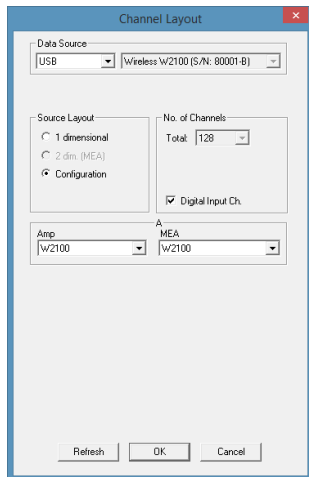 Channel Layout
Data Source
USB
Wireless W2100 (S/N: 80001-B)
Source Layout
1 dimensional
2 dim. (MEA)
Configuration
No. of Channels
Total: 128
Digital Input Ch.
A
Amp
W2100
MEA
W2100
Refresh OK Cancel